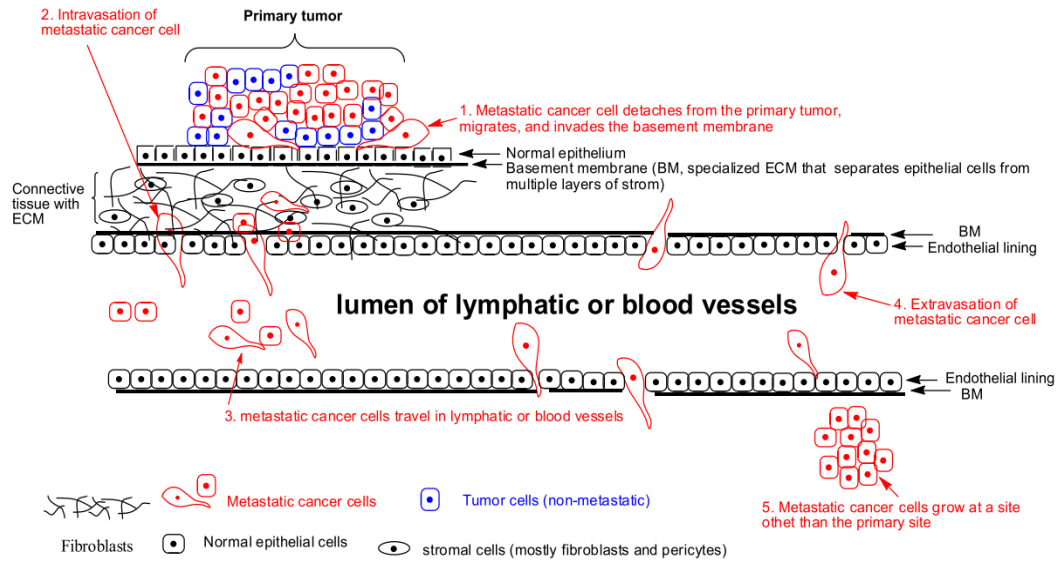 2. Intravasation of
metastatic cancer cell
Primary tumor
1. Metastatic cancer cell detaches from the primary tumor,
migrates, and invades the basement membrane
Normal epithelium
Basement membrane (BM, specialized ECM that separates epithelial cells from
multiple layers of strom)
Connective
tissue with
ECM
BM
Endothelial lining
lumen of lymphatic or blood vessels
4. Extravasation of
metastatic cancer cell
Endothelial lining
BM
3. metastatic cancer cells travel in lymphatic or blood vessels
5. Metastatic cancer cells grow at a site
othet than the primary site
Metastatic cancer cells
Tumor cells (non-metastatic)
Fibroblasts
Normal epithelial cells
stromal cells (mostly fibroblasts and pericytes)